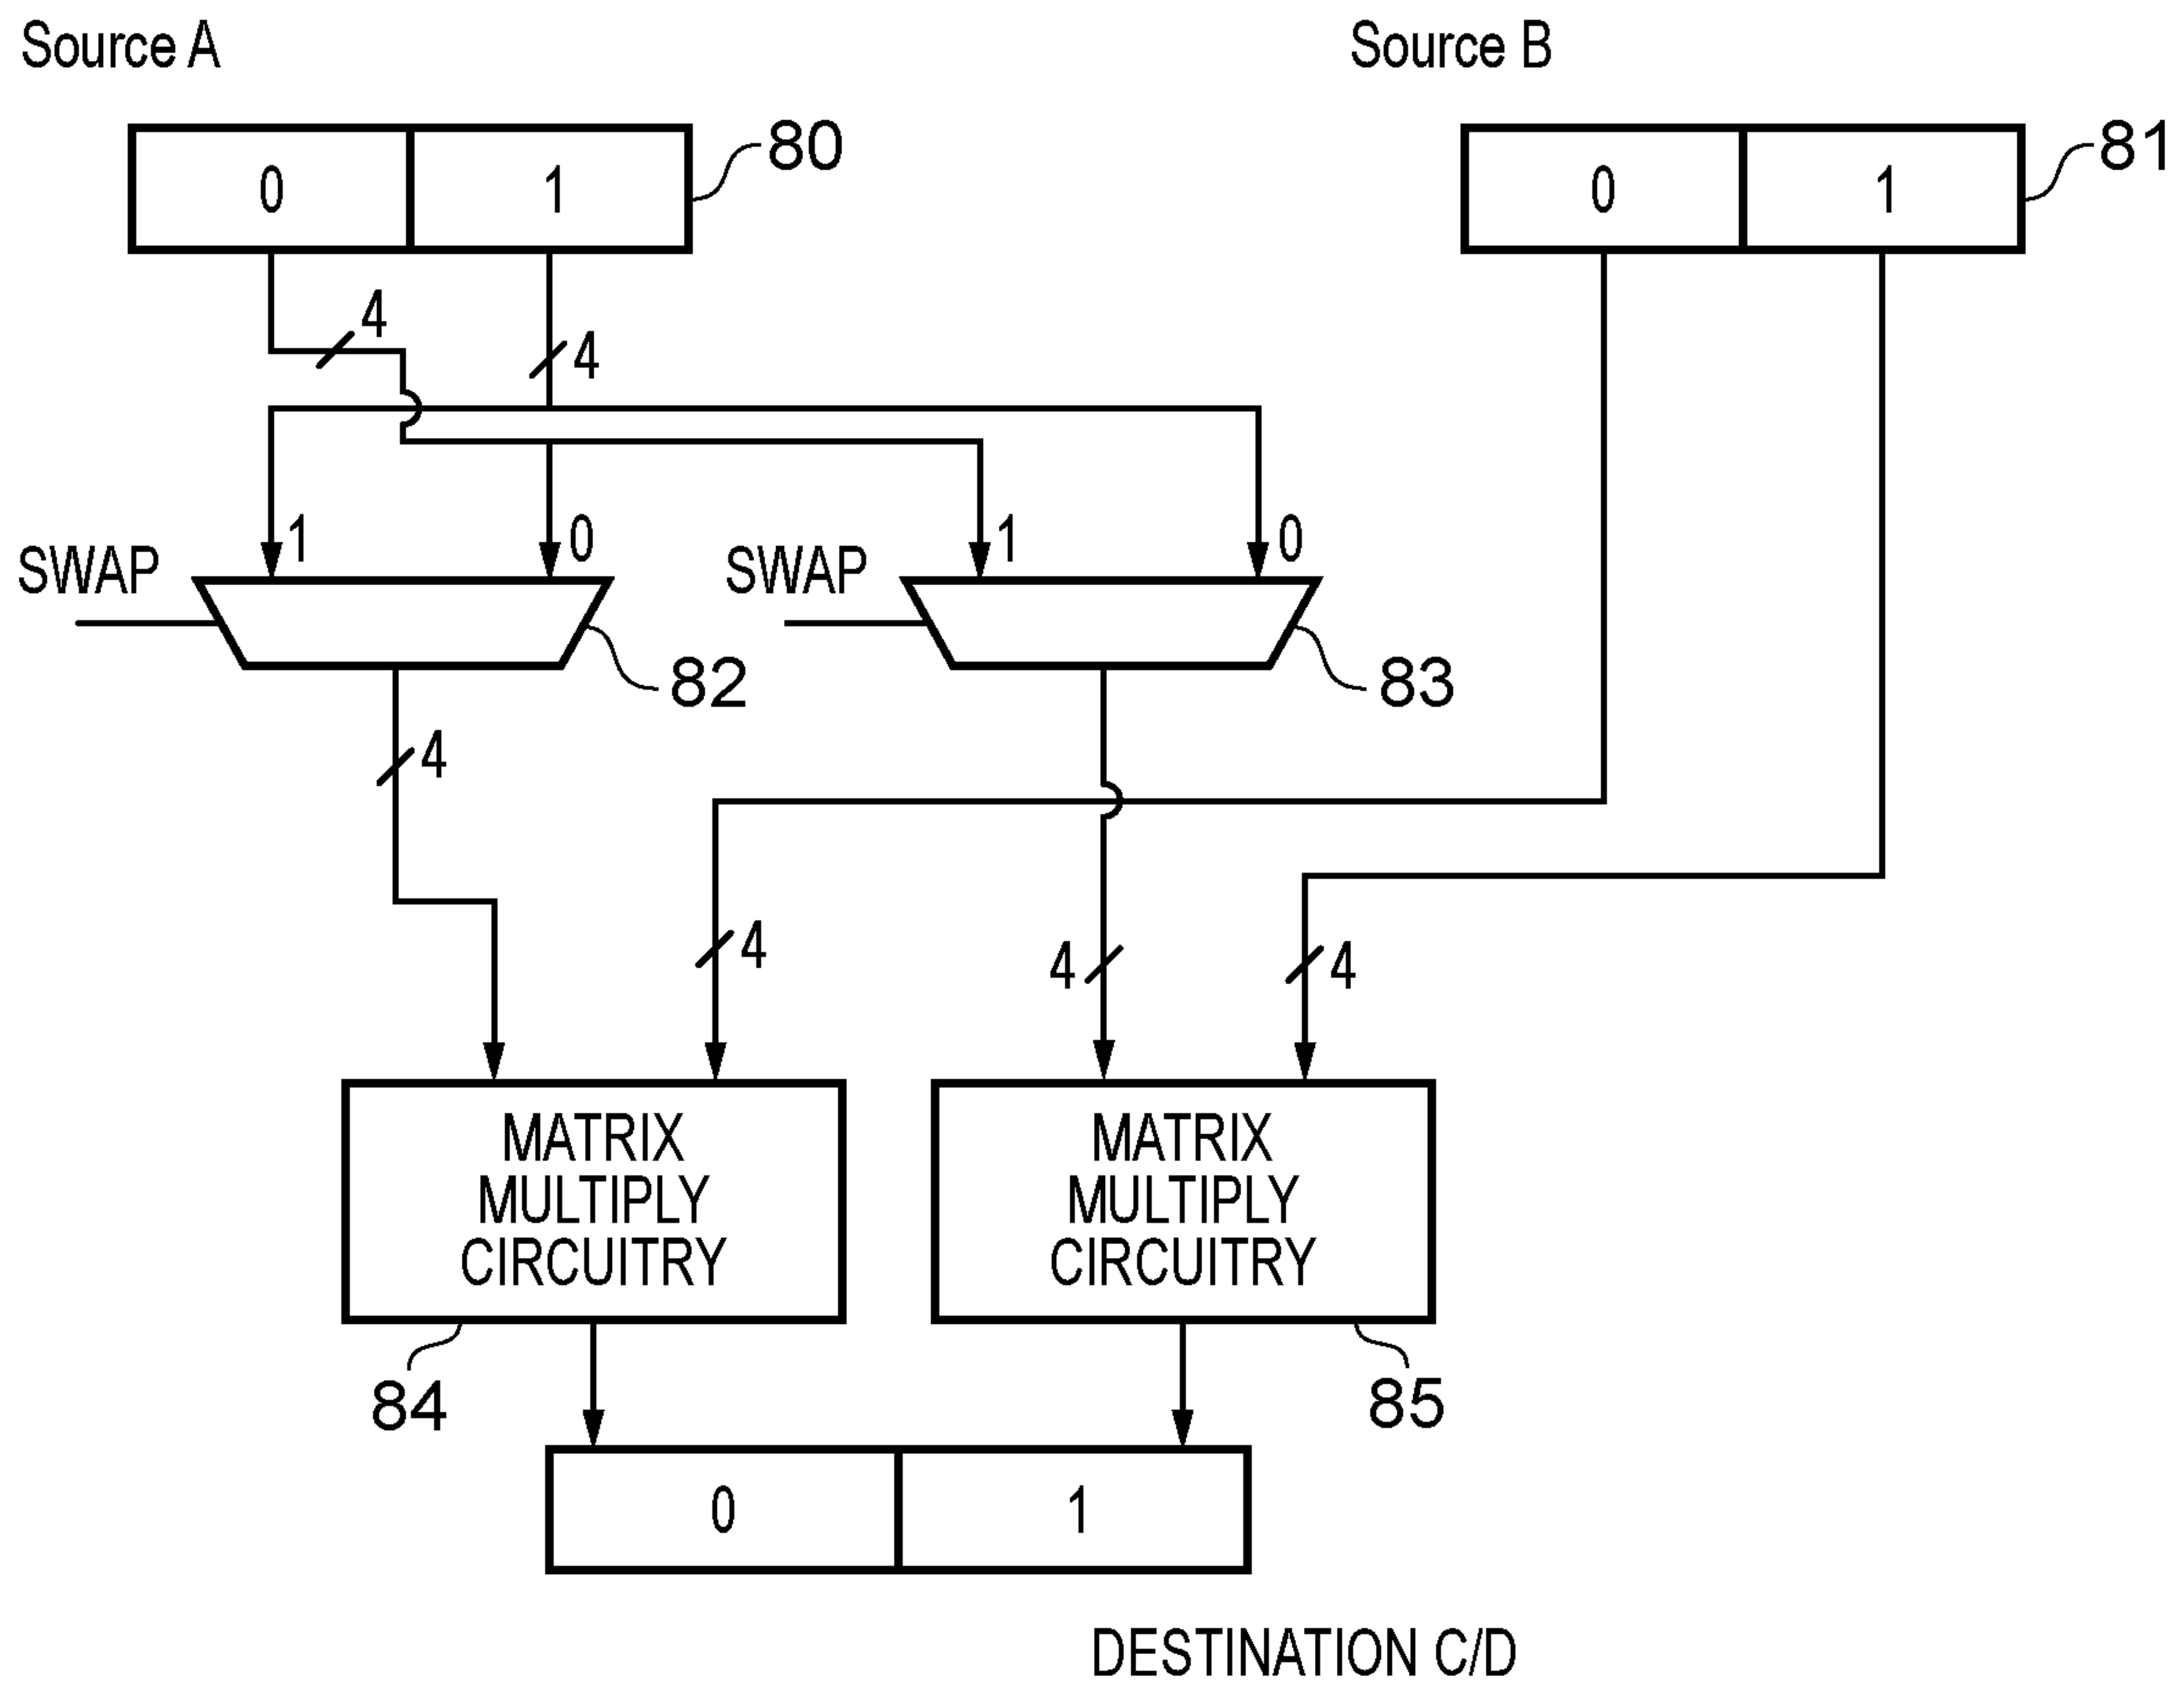 Source A
Source B
0
1
80
0
1
81
4
4
1
0
1
0
SWAP
SWAP
82
83
4
4
4
4
MATRIX
MULTIPLY
CIRCUITRY
MATRIX
MULTIPLY
CIRCUITRY
84
85
0
1
DESTINATION C/D